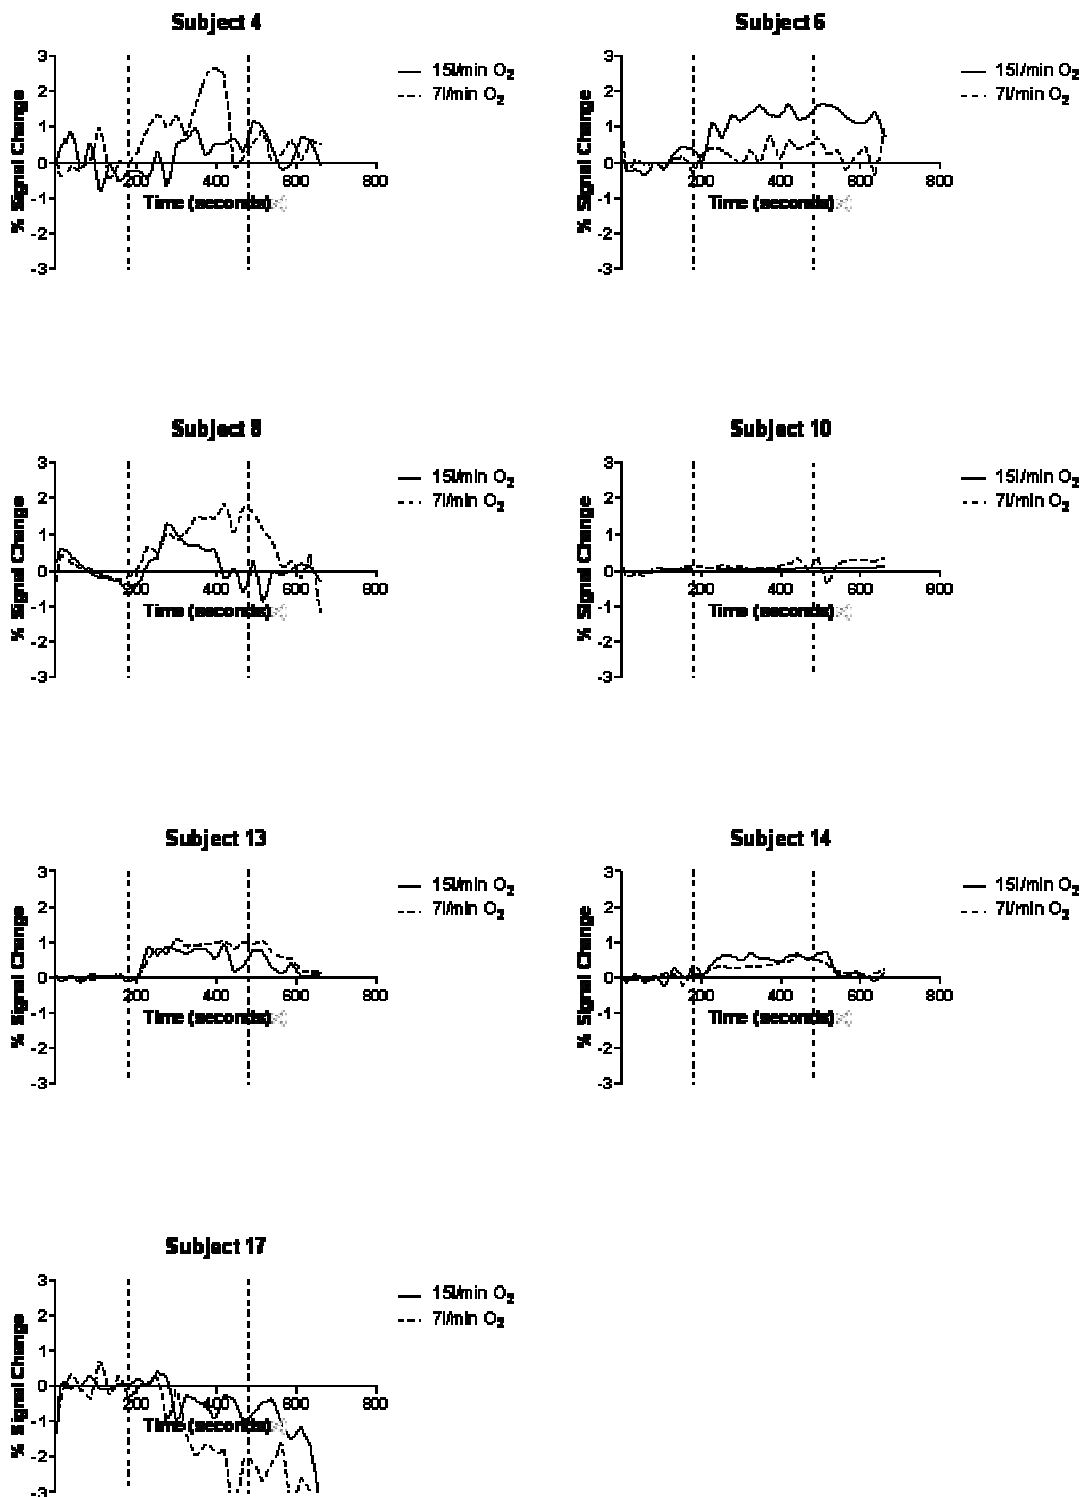 Subject 4
3
2
1
0
-1
-2
-3
% Signal Change
200
400
600
800
Time (seconds)
15l/min O₂
7l/min O₂
Subject 6
3
2
1
0
-1
-2
-3
% Signal Change
200
400
600
800
Time (seconds)
15l/min O₂
7l/min O₂
Subject 8
3
2
1
0
-1
-2
-3
% Signal Change
200
400
600
800
Time (seconds)
15l/min O₂
7l/min O₂
Subject 10
3
2
1
0
-1
-2
-3
% Signal Change
200
400
600
800
Time (seconds)
15l/min O₂
7l/min O₂
Subject 13
3
2
1
0
-1
-2
-3
% Signal Change
200
400
600
800
Time (seconds)
15l/min O₂
7l/min O₂
Subject 14
3
2
1
0
-1
-2
-3
% Signal Change
200
400
600
800
Time (seconds)
15l/min O₂
7l/min O₂
Subject 17
3
2
1
0
-1
-2
-3
% Signal Change
200
400
600
800
Time (seconds)
15l/min O₂
7l/min O₂